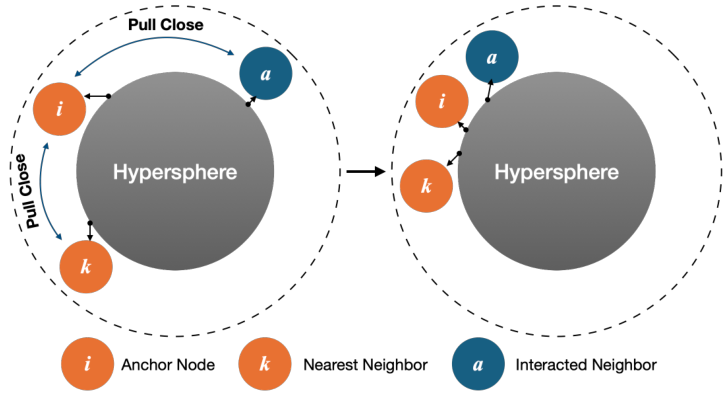 Pull Close
a
a
i
i
Hypersphere
Hypersphere
Pull Close
k
k
i Anchor Node k Nearest Neighbor a Interacted Neighbor